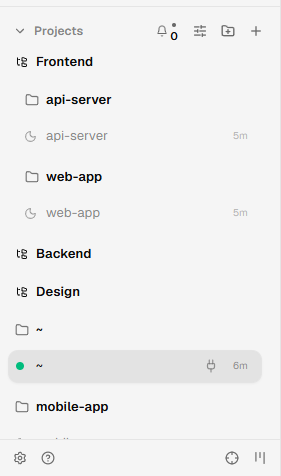 Projects 0
Frontend
api-server
api-server 5m
web-app
web-app 5m
Backend
Design
~
~ 6m
mobile-app